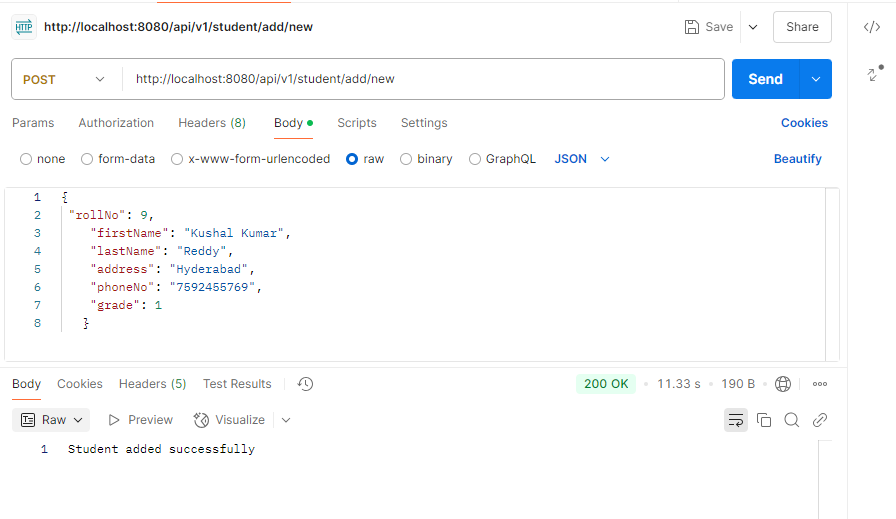 HTTP http://localhost:8080/api/v1/student/add/new Save Share
POST http://localhost:8080/api/v1/student/add/new Send
Params Authorization Headers (8) Body Scripts Settings Cookies
none form-data x-www-form-urlencoded raw binary GraphQL JSON Beautify
1 {
2 "rollNo": 9,
3 "firstName": "Kushal Kumar",
4 "lastName": "Reddy",
5 "address": "Hyderabad",
6 "phoneNo": "7592455769",
7 "grade": 1
8 }
Body Cookies Headers (5) Test Results 200 OK 11.33 s 190 B
Raw Preview Visualize
1 Student added successfully